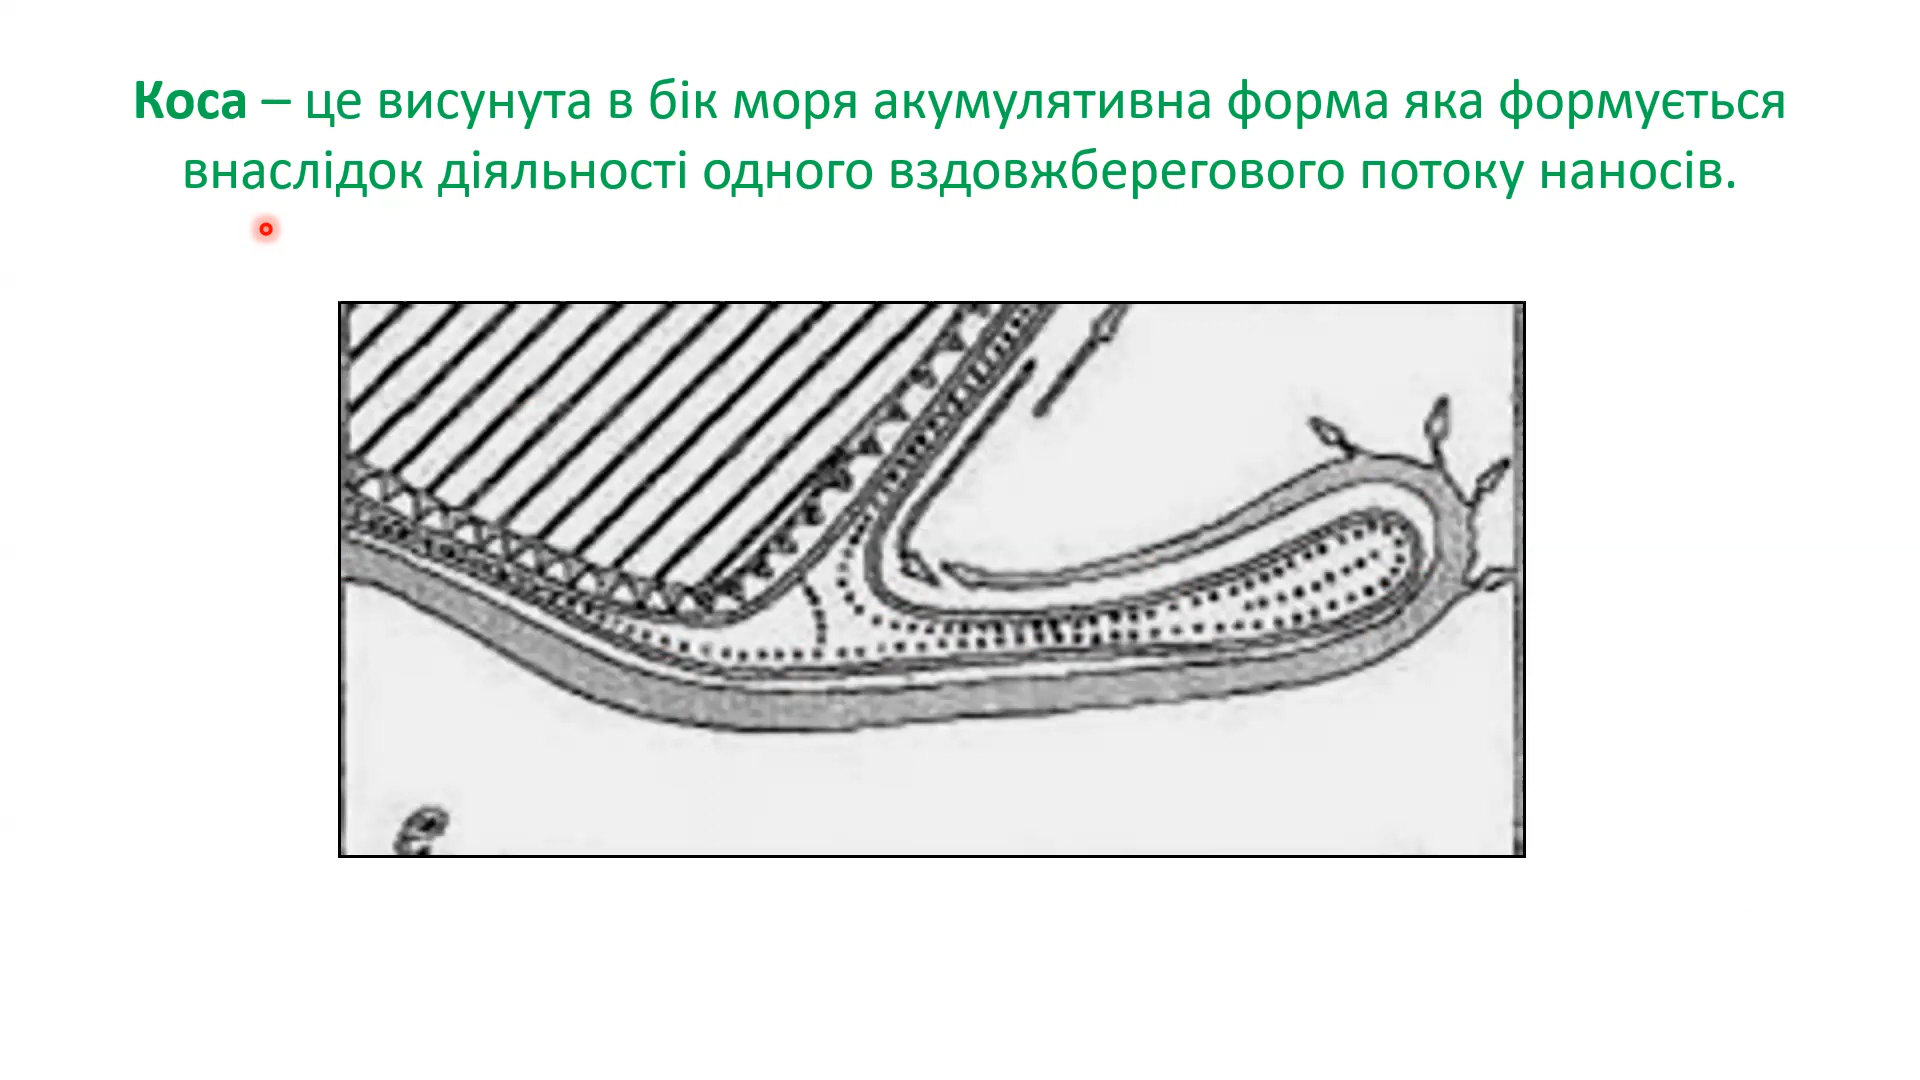 Коса – це висунута в бік моря акумулятивна форма яка формується
внаслідок діяльності одного вздовжберегового потоку наносів.